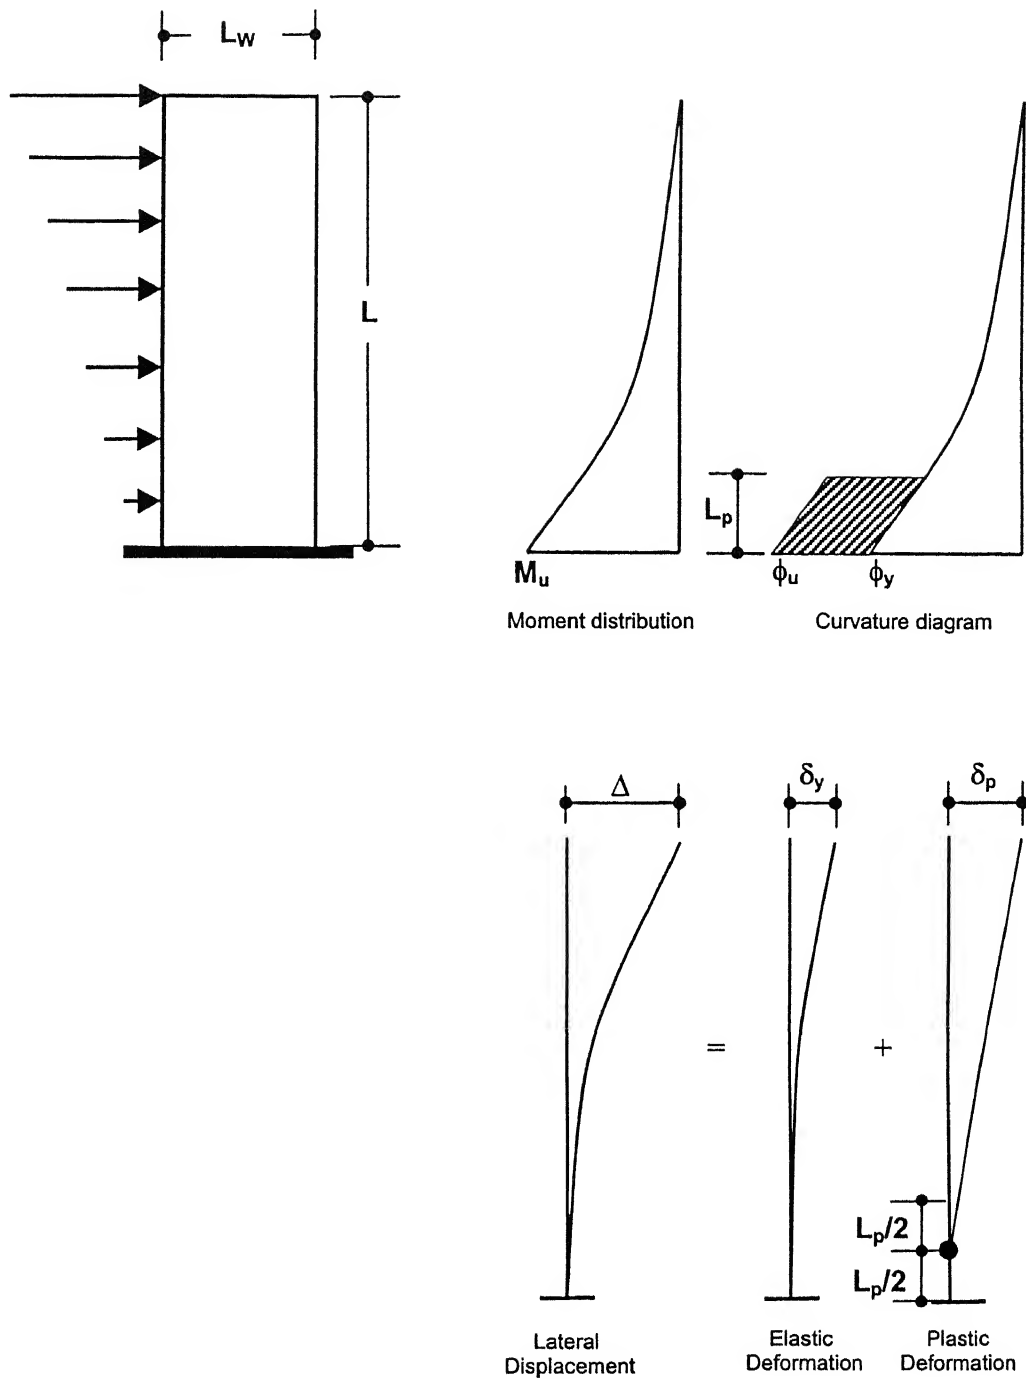 L_W
L
L_p
M_u
ϕ_u ϕ_y
Moment distribution
Curvature diagram
Δ
δ_y
δ_p
=
+
L_p/2
L_p/2
Lateral
Displacement
Elastic
Deformation
Plastic
Deformation